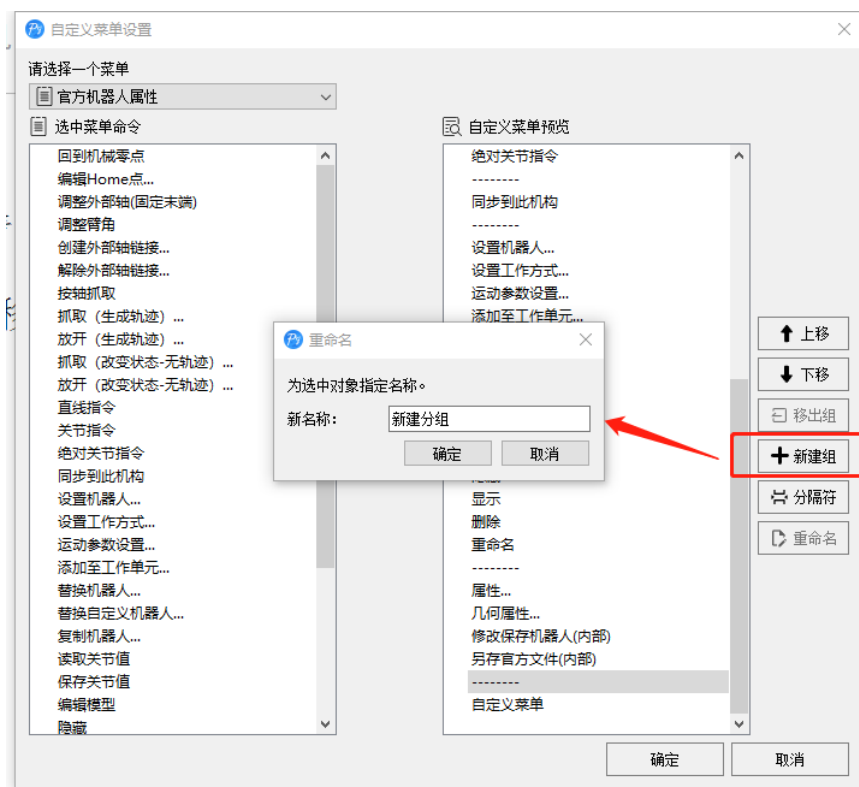 自定义菜单设置
请选择一个菜单
官方机器人属性
选中菜单命令
回到机械零点
编辑Home点...
调整外部轴(固定末端)
调整臂角
创建外部轴链接...
解除外部轴链接...
按轴抓取
抓取（生成轨迹）...
放开（生成轨迹）...
抓取（改变状态-无轨迹）...
放开（改变状态-无轨迹）...
直线指令
关节指令
绝对关节指令
同步到此机构
设置机器人...
设置工作方式...
运动参数设置...
添加至工作单元...
替换机器人...
替换自定义机器人...
复制机器人...
读取关节值
保存关节值
编辑模型
隐藏
自定义菜单预览
绝对关节指令
--------
同步到此机构
--------
设置机器人...
设置工作方式...
运动参数设置...
添加至工作单元...
重命名
为选中对象指定名称。
新名称：
新建分组
确定
取消
显示
删除
重命名
--------
属性...
几何属性...
修改保存机器人(内部)
另存官方文件(内部)
--------
自定义菜单
上移
下移
移出组
新建组
分隔符
重命名
确定
取消